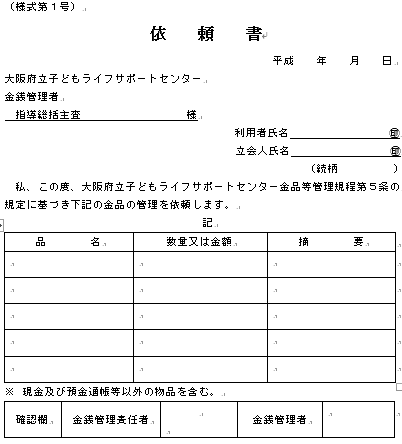 （様式第１号）
依　頼　書
平成　　年　　月　　日
大阪府立子どもライフサポートセンター
金銭管理者
指導総括主査　　　　　　　　様
利用者氏名　　　　　　　　㊞
立会人氏名　　　　　　　　㊞
（続柄　　　　　）
私、この度、大阪府立子どもライフサポートセンター金品等管理規程第５条の
規定に基づき下記の金品の管理を依頼します。
記
品　　　名　　数量又は金額　　摘　　　要
※ 現金及び預金通帳等以外の物品を含む。
確認欄　金銭管理責任者　　　　金銭管理者